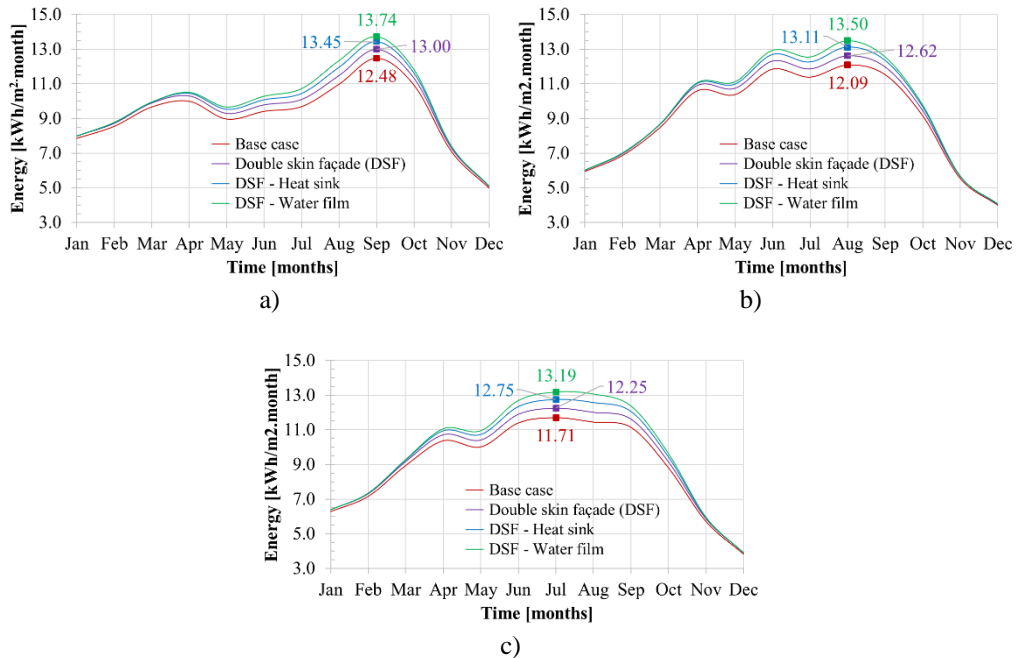 a)
Energy [kWh/m²·month]
15.0
13.0
11.0
9.0
7.0
5.0
3.0
13.74
13.45
13.00
12.48
Base case
Double skin façade (DSF)
DSF - Heat sink
DSF - Water film
Jan Feb Mar Apr May Jun Jul Aug Sep Oct Nov Dec
Time [months]
a)
Energy [kWh/m2.month]
15.0
13.0
11.0
9.0
7.0
5.0
3.0
13.50
13.11
12.62
12.09
Base case
Double skin façade (DSF)
DSF - Heat sink
DSF - Water film
Jan Feb Mar Apr May Jun Jul Aug Sep Oct Nov Dec
Time [months]
b)
Energy [kWh/m2.month]
15.0
13.0
11.0
9.0
7.0
5.0
3.0
13.19
12.75
12.25
11.71
Base case
Double skin façade (DSF)
DSF - Heat sink
DSF - Water film
Jan Feb Mar Apr May Jun Jul Aug Sep Oct Nov Dec
Time [months]
c)